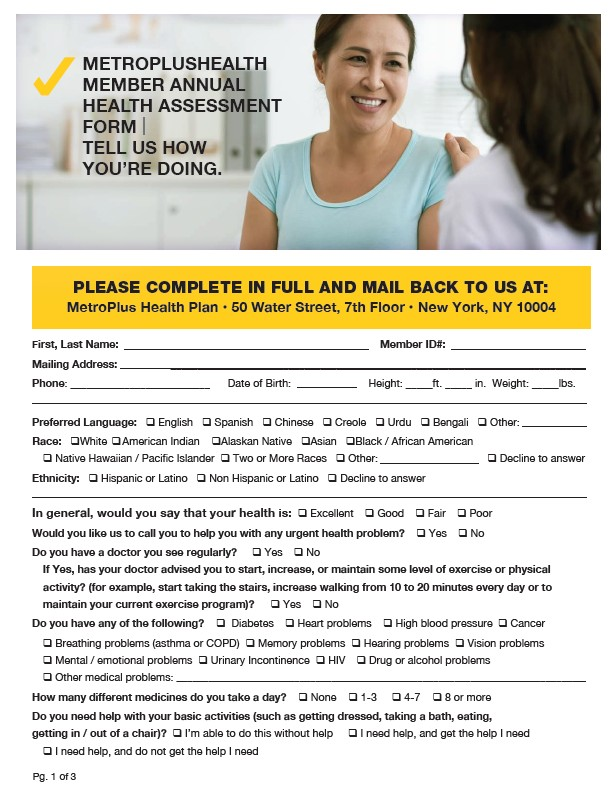 METROPLUSHEALTH
MEMBER ANNUAL
HEALTH ASSESSMENT
FORM |
TELL US HOW
YOU'RE DOING.
PLEASE COMPLETE IN FULL AND MAIL BACK TO US AT:
MetroPlus Health Plan • 50 Water Street, 7th Floor • New York, NY 10004
First, Last Name: ____________ Member ID#: ____________
Mailing Address: ____________
Phone: ____________ Date of Birth: ____________ Height: _____ft. _____ in. Weight: _____lbs.
Preferred Language: ❑ English ❑ Spanish ❑ Chinese ❑ Creole ❑ Urdu ❑ Bengali ❑ Other: ____________
Race: ❑White ❑American Indian ❑Alaskan Native ❑Asian ❑Black / African American
❑ Native Hawaiian / Pacific Islander ❑ Two or More Races ❑ Other: ____________ ❑ Decline to answer
Ethnicity: ❑ Hispanic or Latino ❑ Non Hispanic or Latino ❑ Decline to answer
In general, would you say that your health is: ❑ Excellent ❑ Good ❑ Fair ❑ Poor
Would you like us to call you to help you with any urgent health problem? ❑ Yes ❑ No
Do you have a doctor you see regularly? ❑ Yes ❑ No
If Yes, has your doctor advised you to start, increase, or maintain some level of exercise or physical
activity? (for example, start taking the stairs, increase walking from 10 to 20 minutes every day or to
maintain your current exercise program)? ❑ Yes ❑ No
Do you have any of the following? ❑ Diabetes ❑ Heart problems ❑ High blood pressure ❑ Cancer
❑ Breathing problems (asthma or COPD) ❑ Memory problems ❑ Hearing problems ❑ Vision problems
❑ Mental / emotional problems ❑ Urinary Incontinence ❑ HIV ❑ Drug or alcohol problems
❑ Other medical problems: ____________
How many different medicines do you take a day? ❑ None ❑ 1-3 ❑ 4-7 ❑ 8 or more
Do you need help with your basic activities (such as getting dressed, taking a bath, eating,
getting in / out of a chair)? ❑ I'm able to do this without help ❑ I need help, and get the help I need
❑ I need help, and do not get the help I need
Pg. 1 of 3